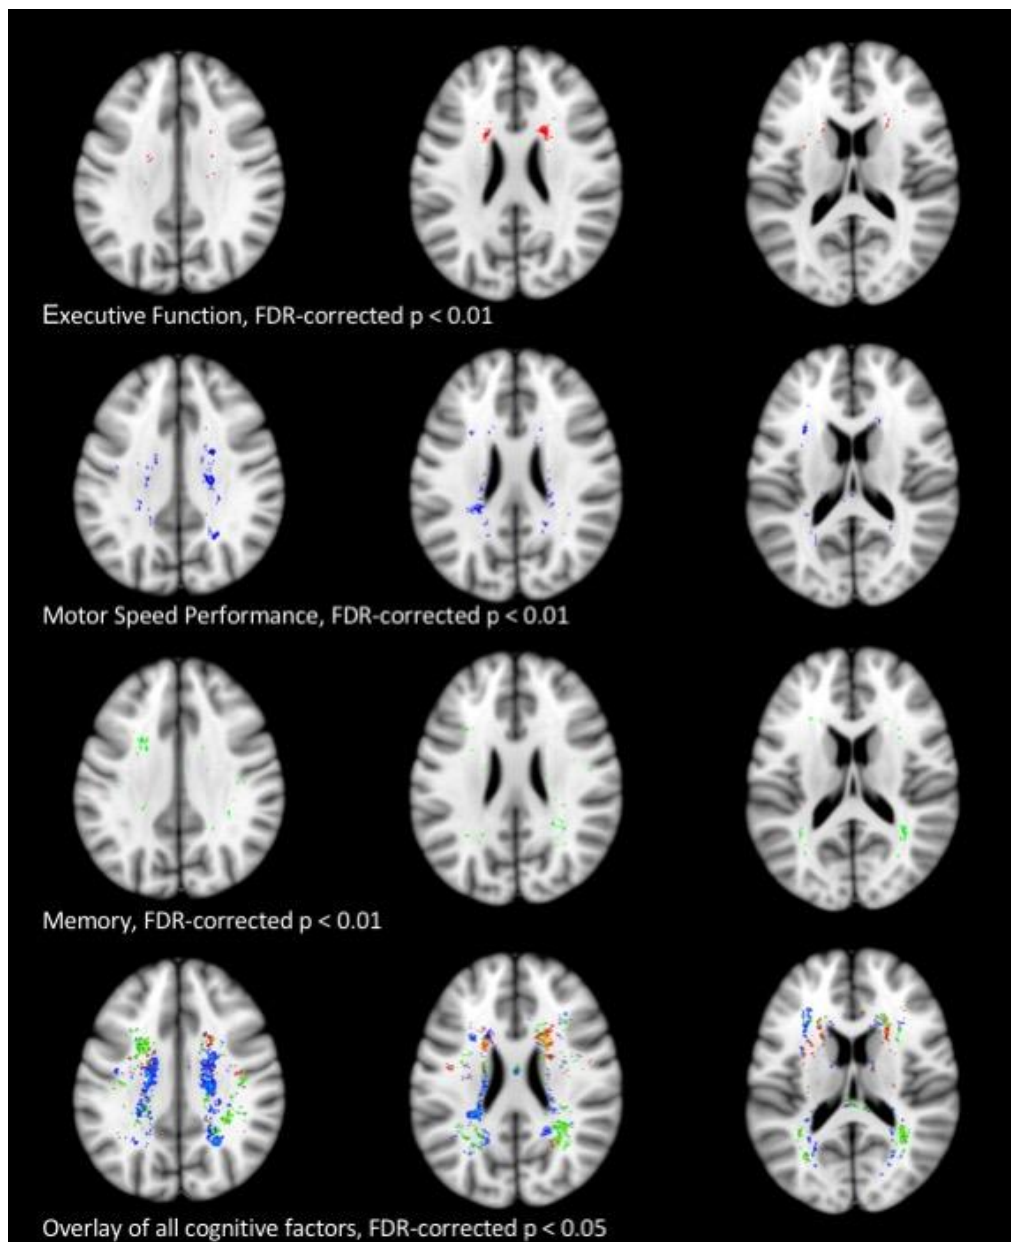 Executive Function, FDR-corrected p < 0.01
Motor Speed Performance, FDR-corrected p < 0.01
Memory, FDR-corrected p < 0.01
Overlay of all cognitive factors, FDR-corrected p < 0.05